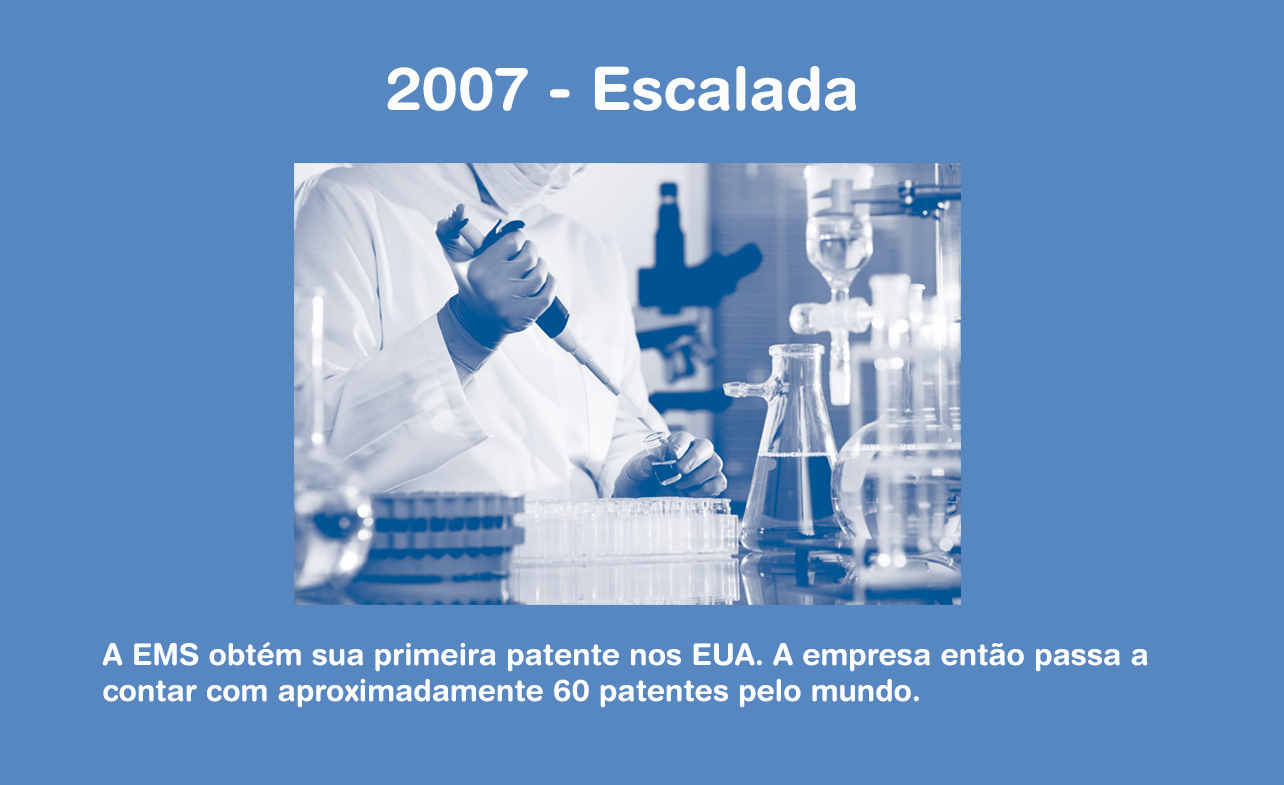 2007 - Escalada
A EMS obtém sua primeira patente nos EUA. A empresa então passa a
contar com aproximadamente 60 patentes pelo mundo.